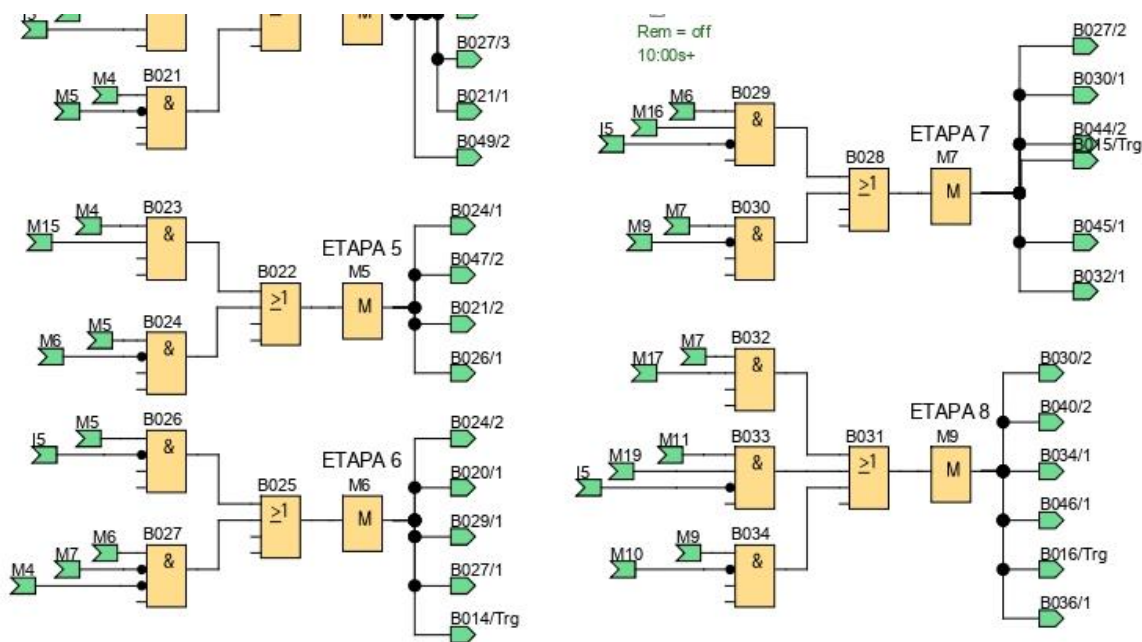 B027/3
M4
B021
M5
&
B021/1
B049/2
M4
B023
M15
&
B024/1
ETAPA 5
B047/2
B022
M5
≥1
M
B021/2
M5
B024
M6
&
B026/1
M5
B026
I5
&
B024/2
ETAPA 6
B020/1
B025
M6
≥1
M
B029/1
M6
B027
M7
&
M4
B027/1
B014/Trg
Rem = off
10:00s+
B027/2
M6
B029
B030/1
M16
&
I5
ETAPA 7
B044/2
B015/Trg
B028
M7
≥1
M
M7
B030
M9
&
B045/1
B032/1
M7
B032
M17
&
B030/2
ETAPA 8
B040/2
M11
B033
B031
M9
M19
&
≥1
M
B034/1
I5
B046/1
M9
B034
M10
&
B016/Trg
B036/1